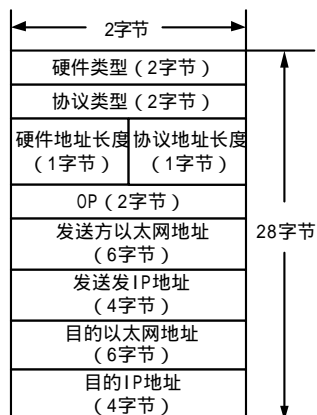 2字节
硬件类型(2字节)
协议类型(2字节)
硬件地址长度
(1字节)
协议地址长度
(1字节)
OP(2字节)
发送方以太网地址
(6字节)
发送发IP地址
(4字节)
目的以太网地址
(6字节)
目的IP地址
(4字节)
28字节